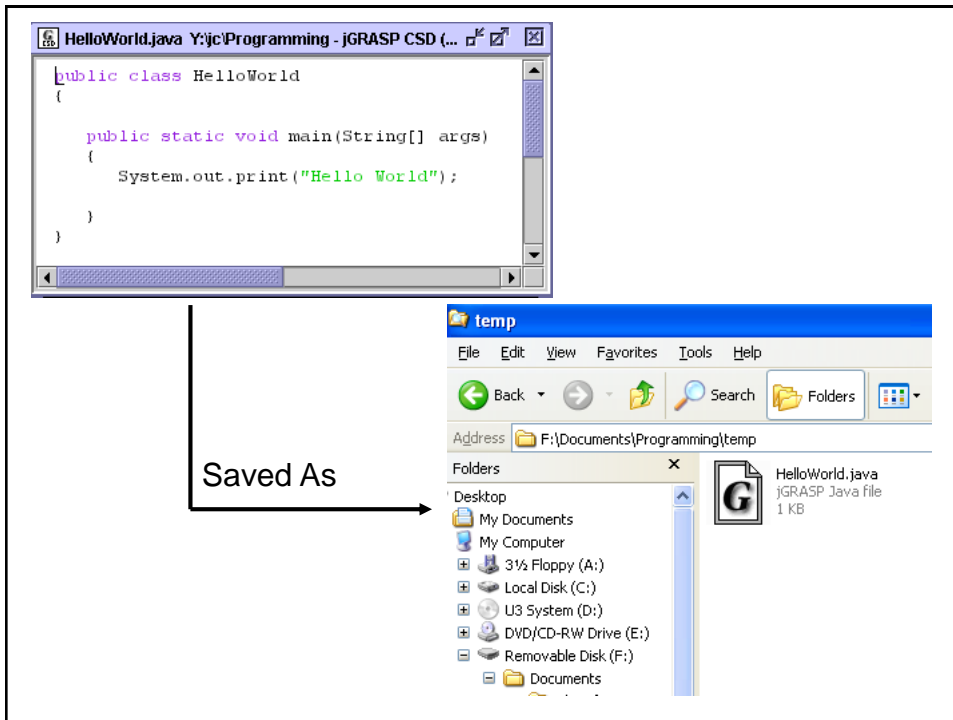 HelloWorld.java Y:\jc\Programming - jGRASP CSD (...
public class HelloWorld
{
public static void main(String[] args)
{
System.out.print("Hello World");
}
}
Saved As
temp
File Edit View Favorites Tools Help
Back Search Folders
Address F:\Documents\Programming\temp
Folders x
Desktop
My Documents
My Computer
3½ Floppy (A:)
Local Disk (C:)
U3 System (D:)
DVD/CD-RW Drive (E:)
Removable Disk (F:)
Documents
G
HelloWorld.java
jGRASP Java file
1 KB